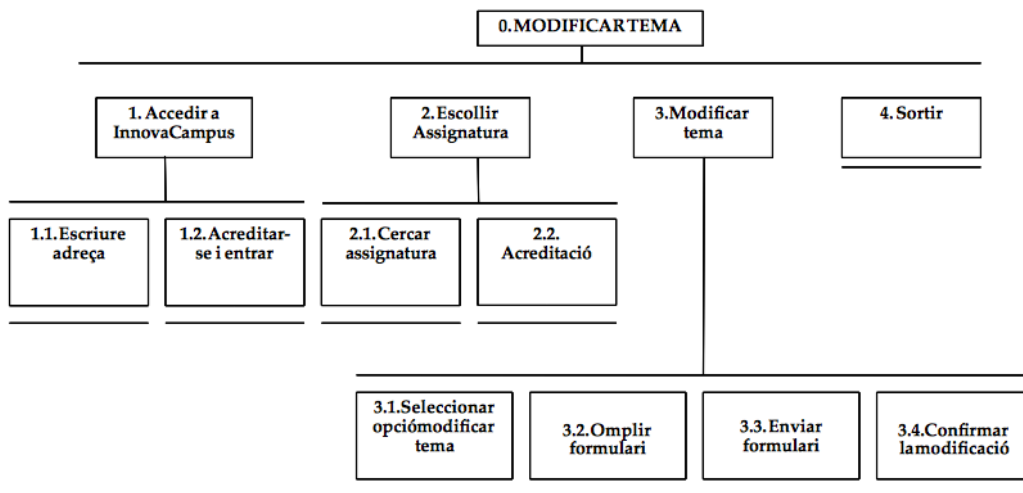 0.MODIFICARTEMA
1. Accedir a
InnovaCampus
2.Escollir
Assignatura
3.Modificar
tema
4. Sortir
1.1.Escriure
adreça
1.2.Acreditar-
se i entrar
2.1.Cercar
assignatura
2.2.
Acreditació
3.1.Seleccionar
opciómodificar
tema
3.2.Omplir
formulari
3.3.Enviar
formulari
3.4.Confirmar
lamodificació